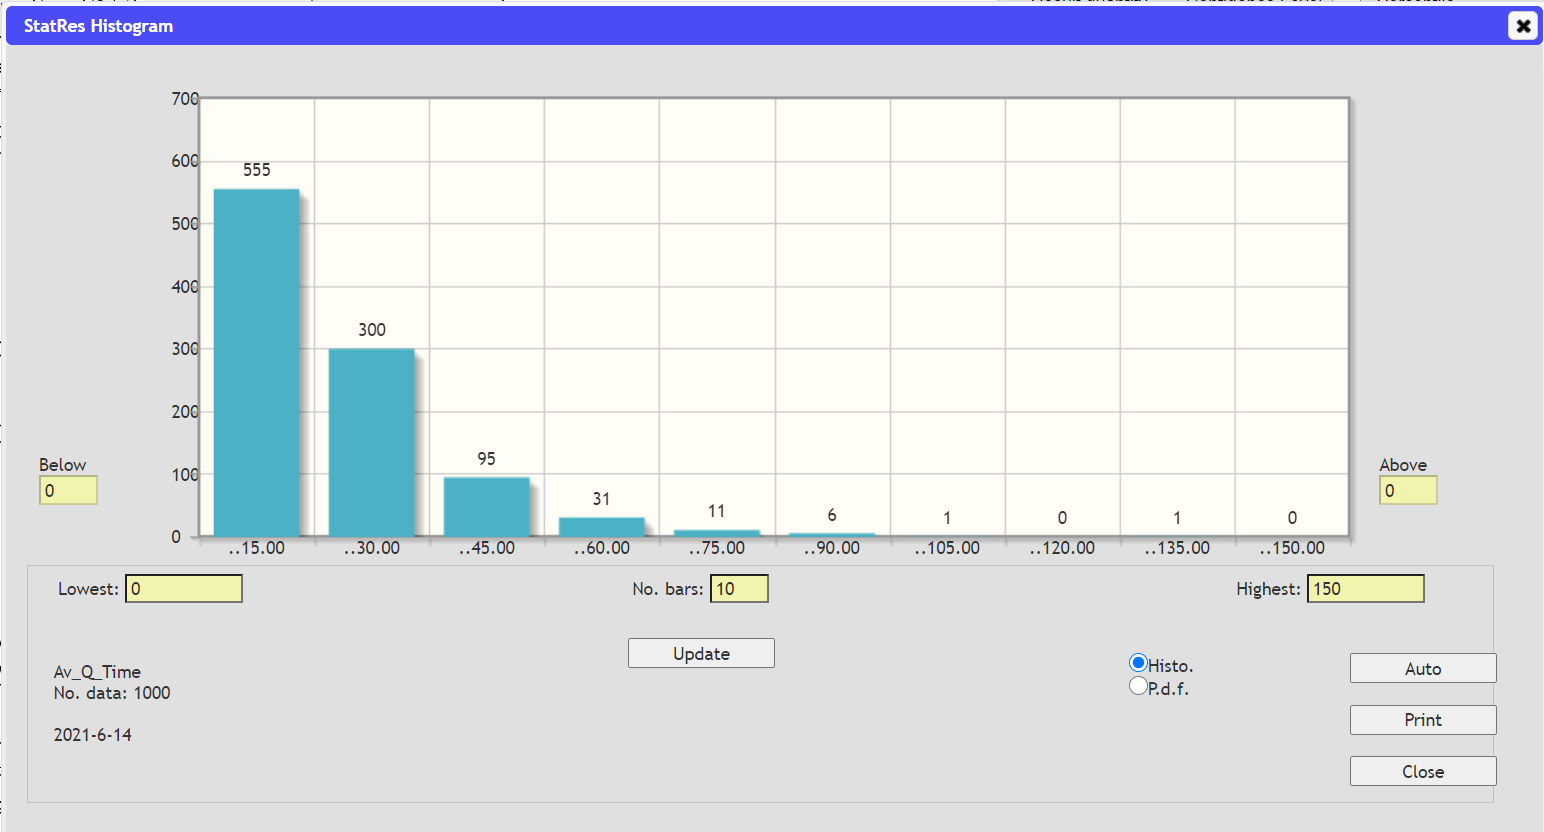 StatRes Histogram
700
600
555
500
400
300
300
200
100
95
31
11
6
1
0
1
0
0
..15.00 ..30.00 ..45.00 ..60.00 ..75.00 ..90.00 ..105.00 ..120.00 ..135.00 ..150.00
Below
0
Above
0
Lowest: 0
No. bars: 10
Highest: 150
Update
Histo.
P.d.f.
Av_Q_Time
No. data: 1000
2021-6-14
Auto
Print
Close